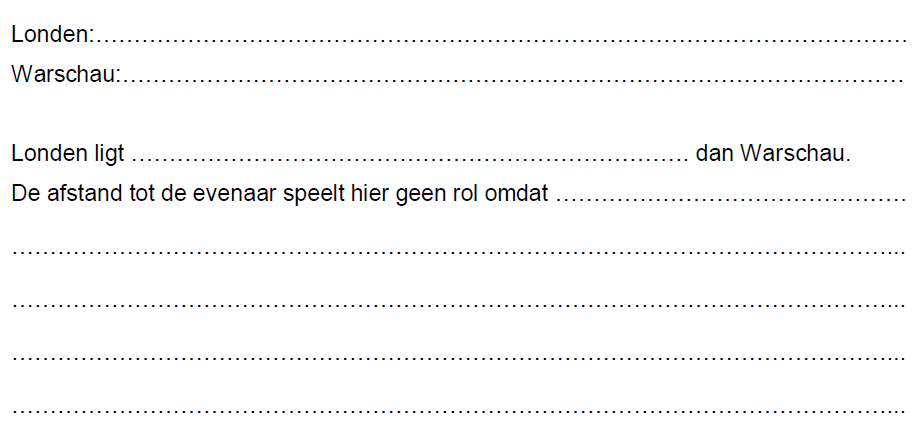 Londen:……………………………………………………………………………………………
Warschau:…………………………………………………………………………………………
Londen ligt ……………………………………………………………… dan Warschau.
De afstand tot de evenaar speelt hier geen rol omdat ………………………………………
……………………………………………………………………………………………………...
……………………………………………………………………………………………………...
……………………………………………………………………………………………………...
……………………………………………………………………………………………………...